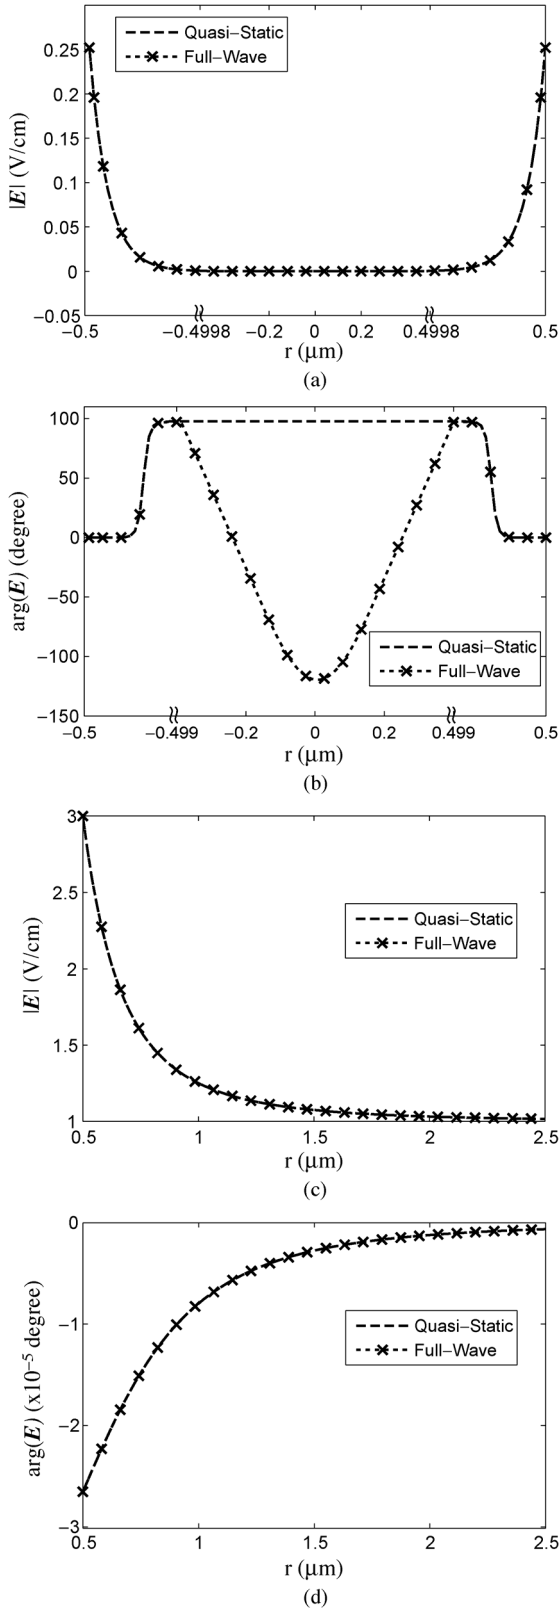 |E| (V/cm)
0.25
0.2
0.15
0.1
0.05
0
−0.05
Quasi−Static
Full−Wave
−0.5 −0.4998 −0.2 0 0.2 0.4998 0.5
r (μm)
(a)
arg(E) (degree)
100
50
0
−50
−100
−150
Quasi−Static
Full−Wave
−0.5 −0.499 −0.2 0 0.2 0.499 0.5
r (μm)
(b)
|E| (V/cm)
3
2.5
2
1.5
1
Quasi−Static
Full−Wave
0.5 1 1.5 2 2.5
r (μm)
(c)
arg(E) (x10⁻⁵ degree)
0
−1
−2
−3
Quasi−Static
Full−Wave
0.5 1 1.5 2 2.5
r (μm)
(d)